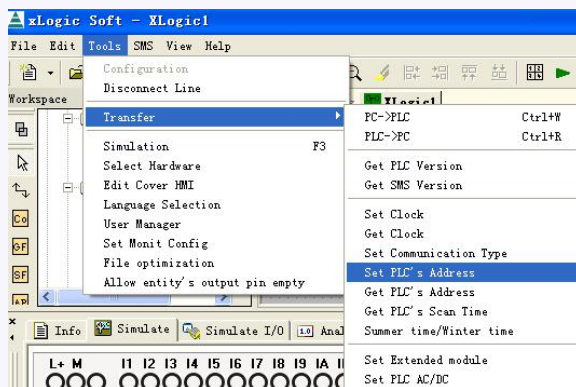 xLogic Soft - XLogic1
File Edit Tools SMS View Help
Configuration
Disconnect Line
Workspace
XLogic1
Transfer
PC->PLC Ctrl+W
PLC->PC Ctrl+R
Simulation F3
Select Hardware
Edit Cover HMI
Language Selection
User Manager
Set Monit Config
File optimization
Allow entity's output pin empty
Get PLC Version
Get SMS Version
Set Clock
Get Clock
Set Communication Type
Set PLC's Address
Get PLC's Address
Get PLC's Scan Time
Summer time/Winter time
Set Extended module
Set PLC AC/DC
Co
GF
SF
Info Simulate Simulate I/O
L+ M I1 I2 I3 I4 I5 I6 I7 I8 I9 IA